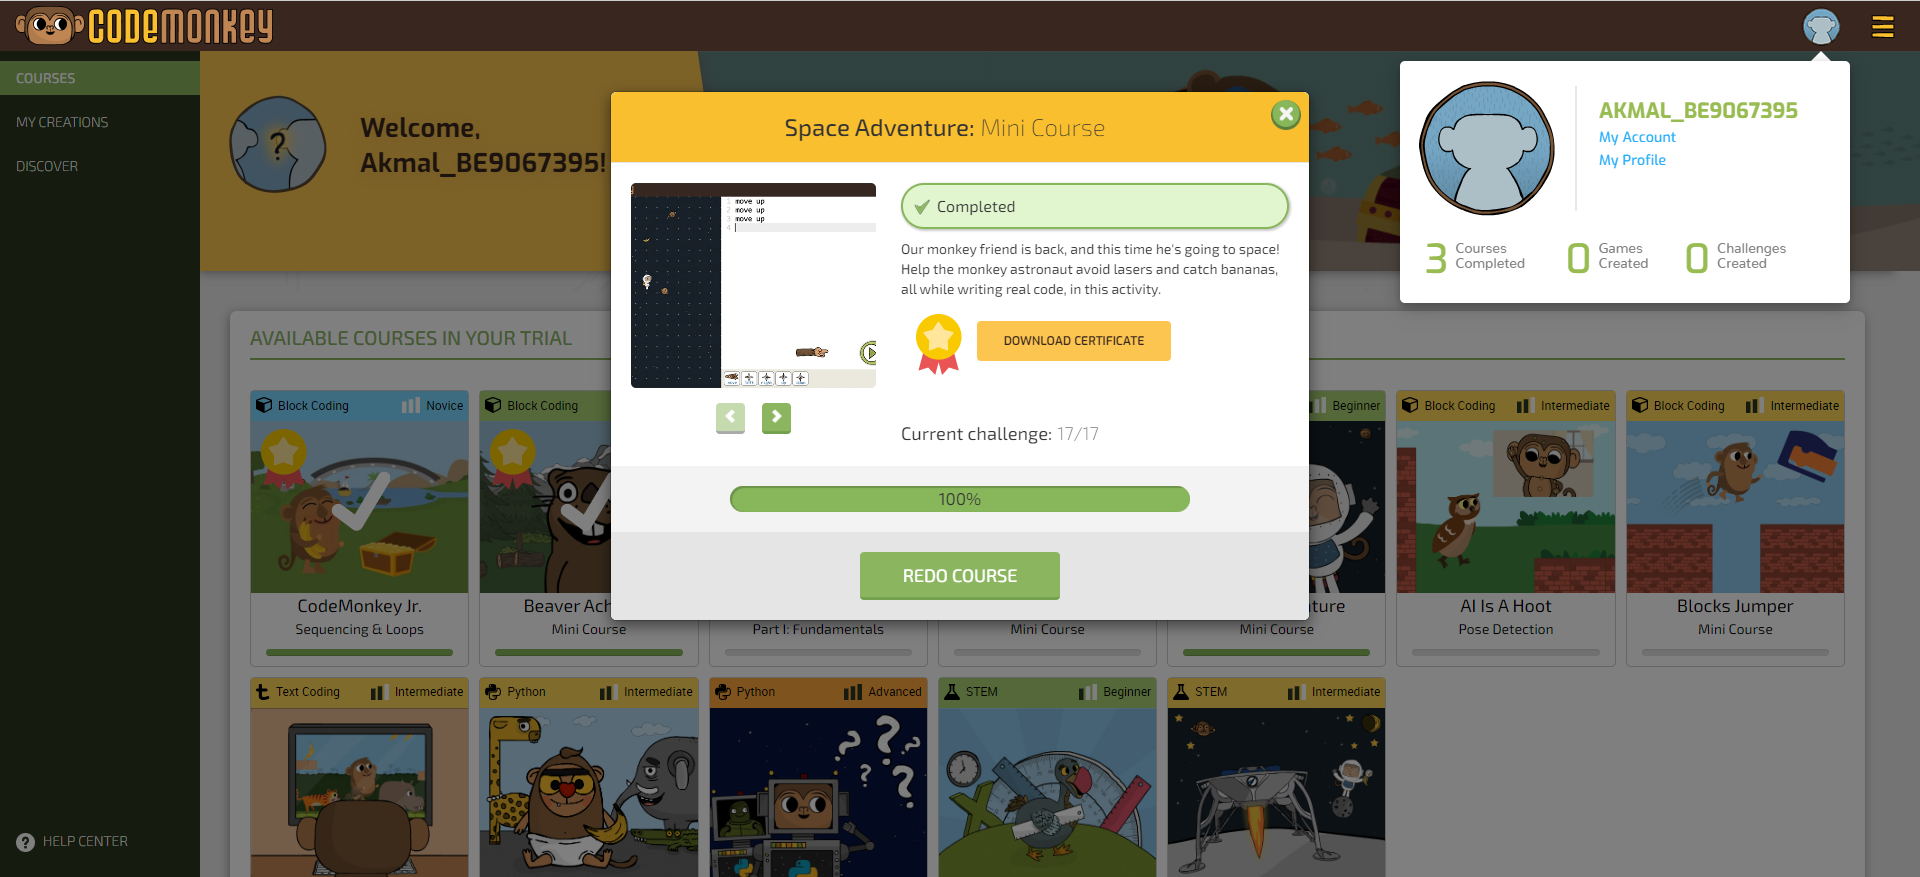 CODEMONKEY
COURSES
MY CREATIONS
DISCOVER
HELP CENTER
Welcome,
Akmal_BE9067395!
AKMAL_BE9067395
My Account
My Profile
3 Courses Completed
0 Games Created
0 Challenges Created
Space Adventure: Mini Course
1 move up
2 move up
3 move up
4
Completed
Our monkey friend is back, and this time he's going to space!
Help the monkey astronaut avoid lasers and catch bananas,
all while writing real code, in this activity.
DOWNLOAD CERTIFICATE
Current challenge: 17/17
100%
REDO COURSE
AVAILABLE COURSES IN YOUR TRIAL
Block Coding Novice
CodeMonkey Jr.
Sequencing & Loops
Block Coding
Beaver Ach
Mini Course
Part I: Fundamentals
Mini Course
Beginner
ture
Mini Course
Block Coding Intermediate
AI Is A Hoot
Pose Detection
Block Coding Intermediate
Blocks Jumper
Mini Course
Text Coding Intermediate
Python Intermediate
Python Advanced
STEM Beginner
STEM Intermediate